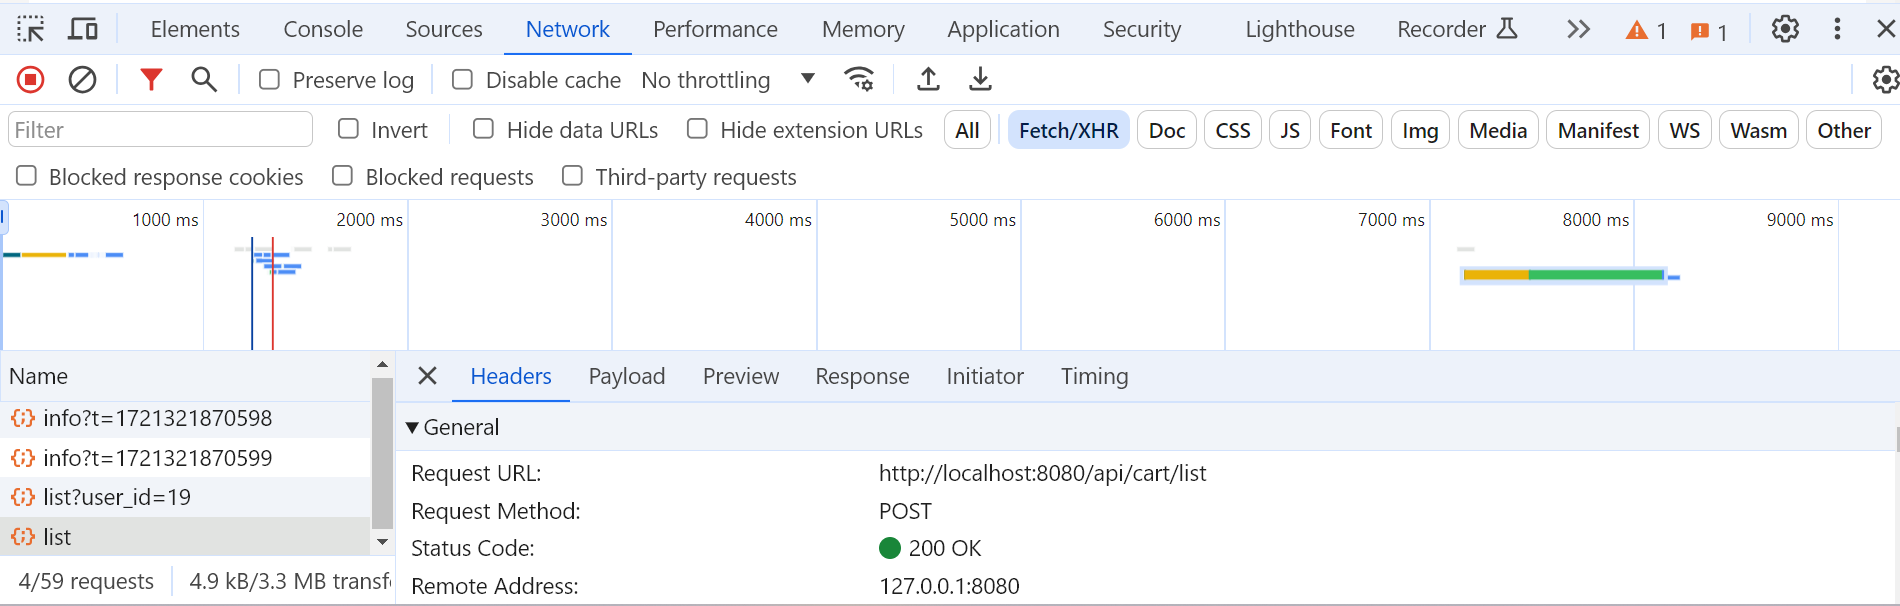 Elements Console Sources Network Performance Memory Application Security Lighthouse Recorder 1 1
Preserve log Disable cache No throttling
Filter Invert Hide data URLs Hide extension URLs All Fetch/XHR Doc CSS JS Font Img Media Manifest WS Wasm Other
Blocked response cookies Blocked requests Third-party requests
1000 ms 2000 ms 3000 ms 4000 ms 5000 ms 6000 ms 7000 ms 8000 ms 9000 ms
Name
info?t=1721321870598
info?t=1721321870599
list?user_id=19
list
4/59 requests 4.9 kB/3.3 MB transf
Headers Payload Preview Response Initiator Timing
General
Request URL: http://localhost:8080/api/cart/list
Request Method: POST
Status Code: 200 OK
Remote Address: 127.0.0.1:8080